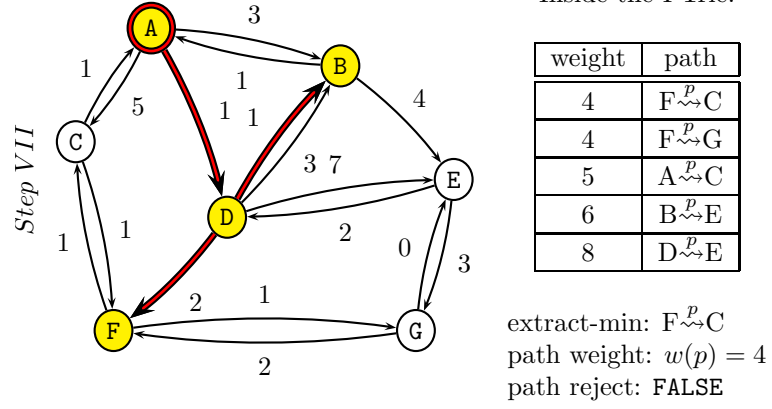 Inside the P-Trie:
weight path
4 F p⇝ C
4 F p⇝ G
5 A p⇝ C
6 B p⇝ E
8 D p⇝ E
extract-min: F p⇝ C
path weight: w(p) = 4
path reject: FALSE
Step VII
A
3
B
1
1
5
1
1
4
C
3 7
E
D
2
1
1
0
3
2
1
F
G
2